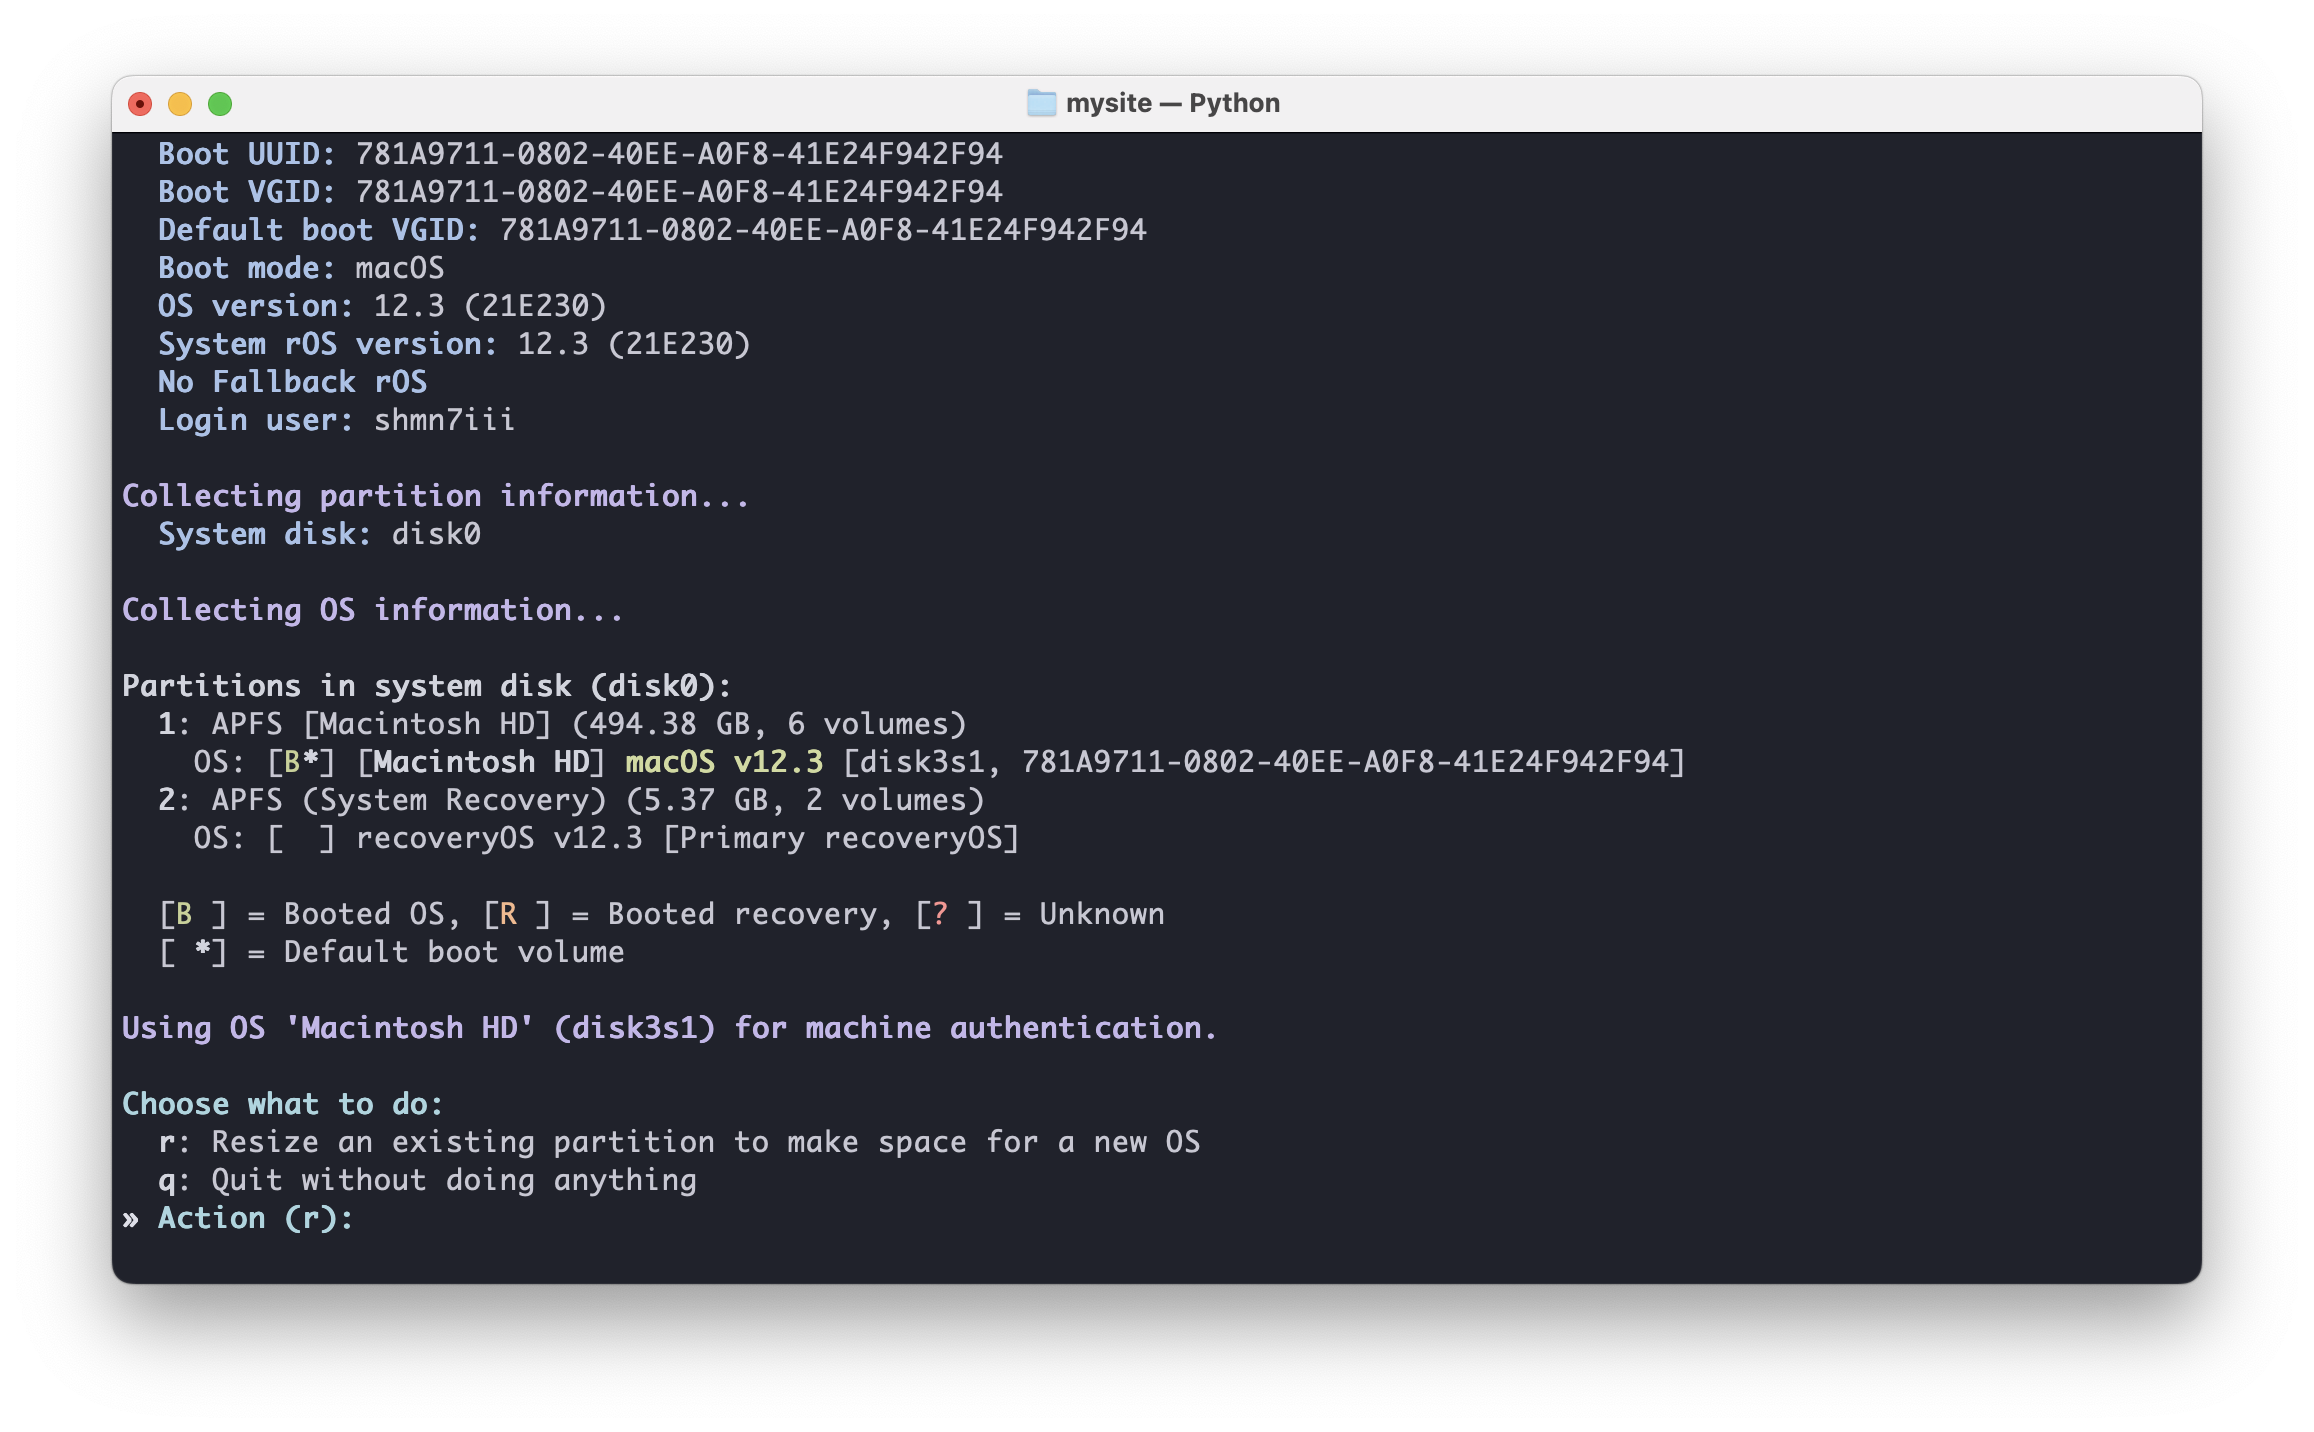 mysite — Python
Boot UUID: 781A9711-0802-40EE-A0F8-41E24F942F94
Boot VGID: 781A9711-0802-40EE-A0F8-41E24F942F94
Default boot VGID: 781A9711-0802-40EE-A0F8-41E24F942F94
Boot mode: macOS
OS version: 12.3 (21E230)
System rOS version: 12.3 (21E230)
No Fallback rOS
Login user: shmn7iii
Collecting partition information...
System disk: disk0
Collecting OS information...
Partitions in system disk (disk0):
1: APFS [Macintosh HD] (494.38 GB, 6 volumes)
OS: [B*] [Macintosh HD] macOS v12.3 [disk3s1, 781A9711-0802-40EE-A0F8-41E24F942F94]
2: APFS (System Recovery) (5.37 GB, 2 volumes)
OS: [  ] recoveryOS v12.3 [Primary recoveryOS]
[B ] = Booted OS, [R ] = Booted recovery, [? ] = Unknown
[ *] = Default boot volume
Using OS 'Macintosh HD' (disk3s1) for machine authentication.
Choose what to do:
r: Resize an existing partition to make space for a new OS
q: Quit without doing anything
» Action (r):